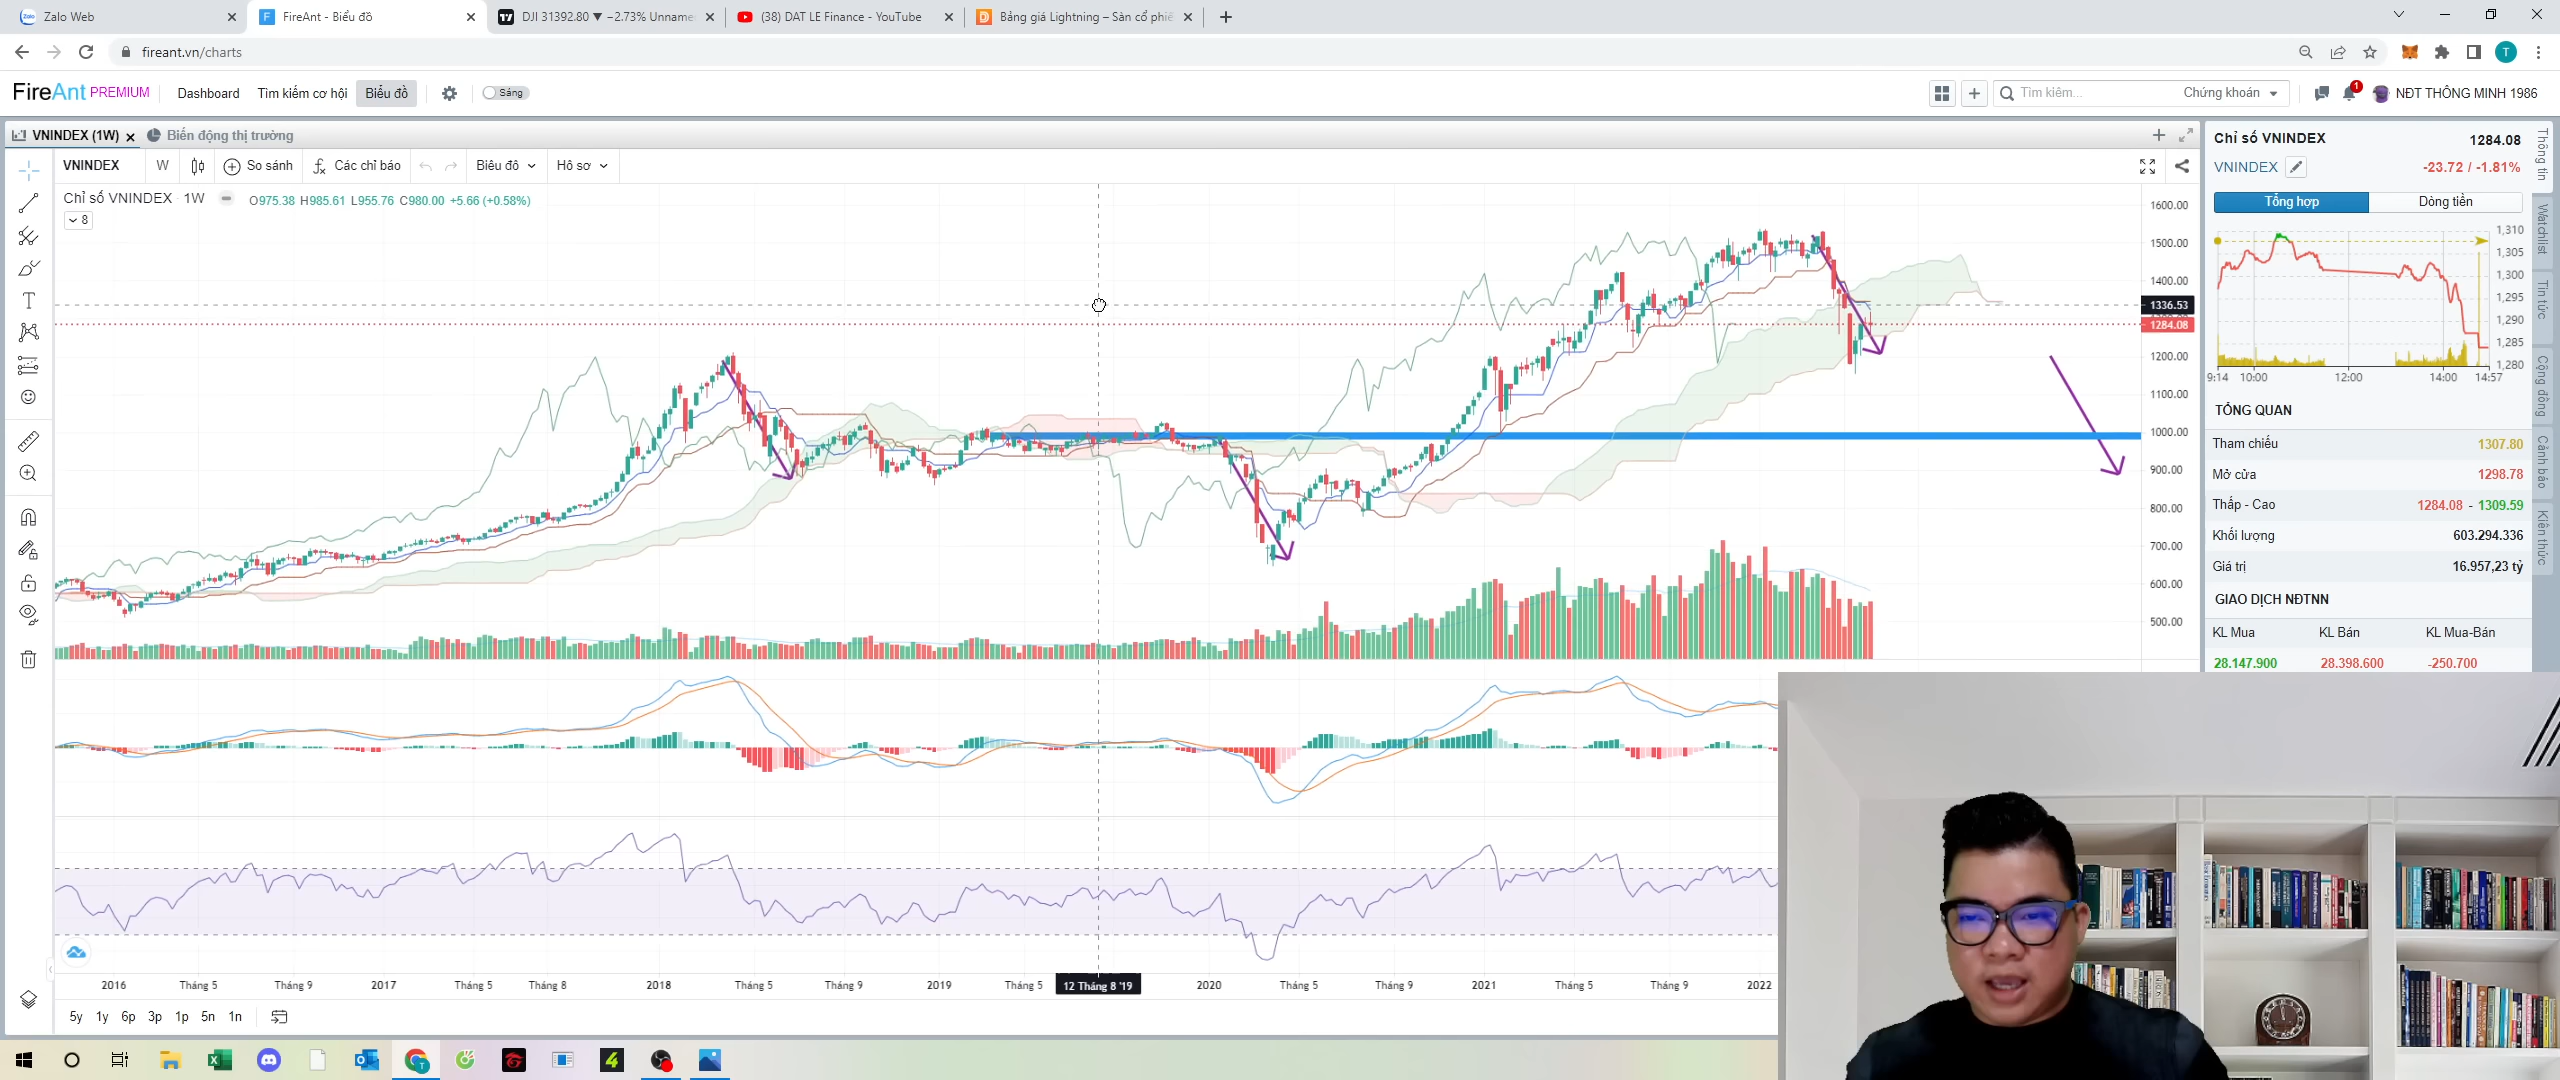 Zalo Web
FireAnt - Biểu đồ
DJI 31392.80 ▼ −2.73% Unname
(38) DAT LE Finance - YouTube
Bảng giá Lightning – Sàn cổ phiế
fireant.vn/charts
FireAnt PREMIUM
Dashboard
Tìm kiếm cơ hội
Biểu đồ
Sáng
Tìm kiếm...
Chứng khoán
1
NĐT THÔNG MINH 1986
VNINDEX (1W)
Biến động thị trường
VNINDEX
W
So sánh
Các chỉ báo
Biêu đô
Hô sơ
Chỉ số VNINDEX · 1W
O975.38 H985.61 L955.76 C980.00 +5.66 (+0.58%)
8
1600.00
1500.00
1400.00
1336.53
1284.08
1200.00
1100.00
1000.00
900.00
800.00
700.00
600.00
500.00
2016
Tháng 5
Tháng 9
2017
Tháng 5
Tháng 8
2018
Tháng 5
Tháng 9
2019
Tháng 5
12 Tháng 8 '19
2020
Tháng 5
Tháng 9
2021
Tháng 5
Tháng 9
2022
5y
1y
6p
3p
1p
5n
1n
Chỉ số VNINDEX
1284.08
VNINDEX
-23.72 / -1.81%
Tổng hợp
Dòng tiền
1,310
1,305
1,300
1,295
1,290
1,285
1,280
9:14
10:00
12:00
14:00
14:57
TỔNG QUAN
Tham chiếu
1307.80
Mở cửa
1298.78
Thấp - Cao
1284.08 - 1309.59
Khối lượng
603.294.336
Giá trị
16.957,23 tỷ
GIAO DỊCH NĐTNN
KL Mua
KL Bán
KL Mua-Bán
28.147.900
28.398.600
-250.700
Thông tin
Watchlist
Tin tức
Cộng đồng
Cảnh báo
Kiến thức